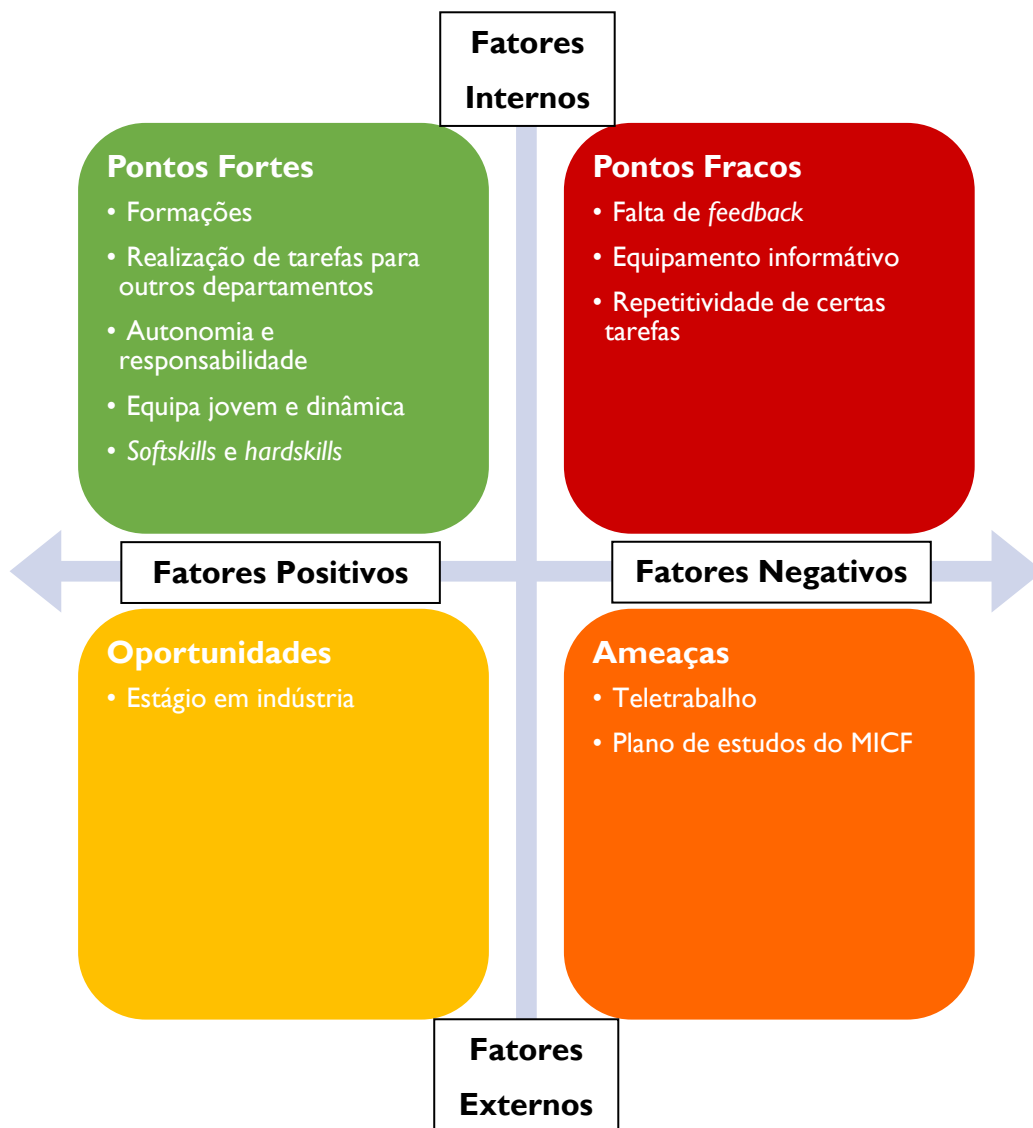 Fatores
Internos
Pontos Fortes
• Formações
• Realização de tarefas para
outros departamentos
• Autonomia e
responsabilidade
• Equipa jovem e dinâmica
• Softskills e hardskills
Pontos Fracos
• Falta de feedback
• Equipamento informátivo
• Repetitividade de certas
tarefas
Fatores Positivos
Fatores Negativos
Oportunidades
• Estágio em indústria
Ameaças
• Teletrabalho
• Plano de estudos do MICF
Fatores
Externos